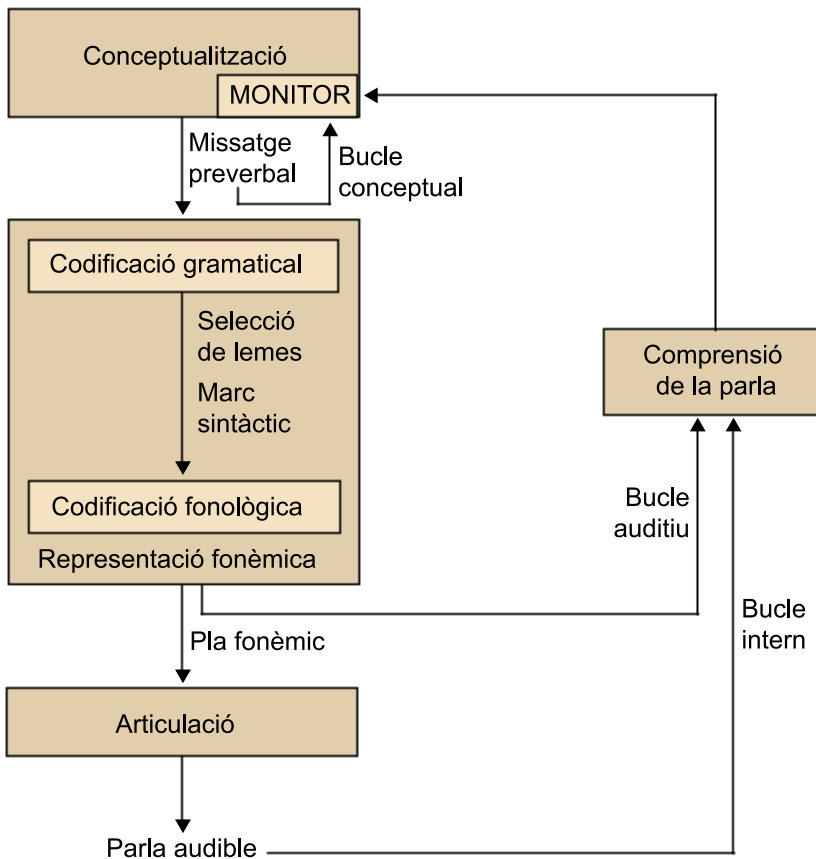 Conceptualització
MONITOR
Missatge
preverbal
Bucle
conceptual
Codificació gramatical
Selecció
de lemes
Marc
sintàctic
Codificació fonològica
Representació fonèmica
Comprensió
de la parla
Bucle
auditiu
Bucle
intern
Pla fonèmic
Articulació
Parla audible